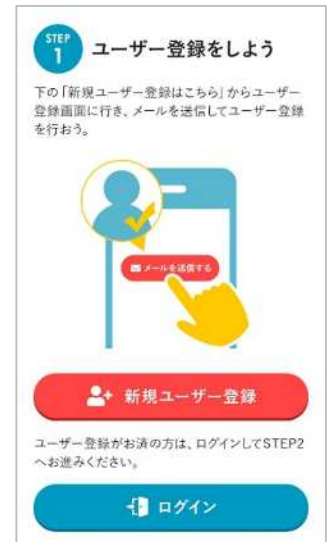 STEP
1
ユーザー登録をしよう
下の「新規ユーザー登録はこちら」からユーザー
登録画面に行き、メールを送信してユーザー登録
を行おう。
メールを送信する
新規ユーザー登録
ユーザー登録がお済の方は、ログインしてSTEP2
へお進みください。
ログイン